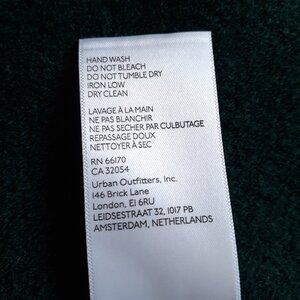 HAND WASH
DO NOT BLEACH
DO NOT TUMBLE DRY
IRON LOW
DRY CLEAN
LAVAGE À LA MAIN
NE PAS BLANCHIR
NE PAS SECHER PAR CULBUTAGE
REPASSAGE DOUX
NETTOYER À SEC
RN 66170
CA 32054
Urban Outfitters, Inc.
146 Brick Lane
London, E1 6RU
LEIDSESTRAAT 32, 1017 PB
AMSTERDAM, NETHERLANDS